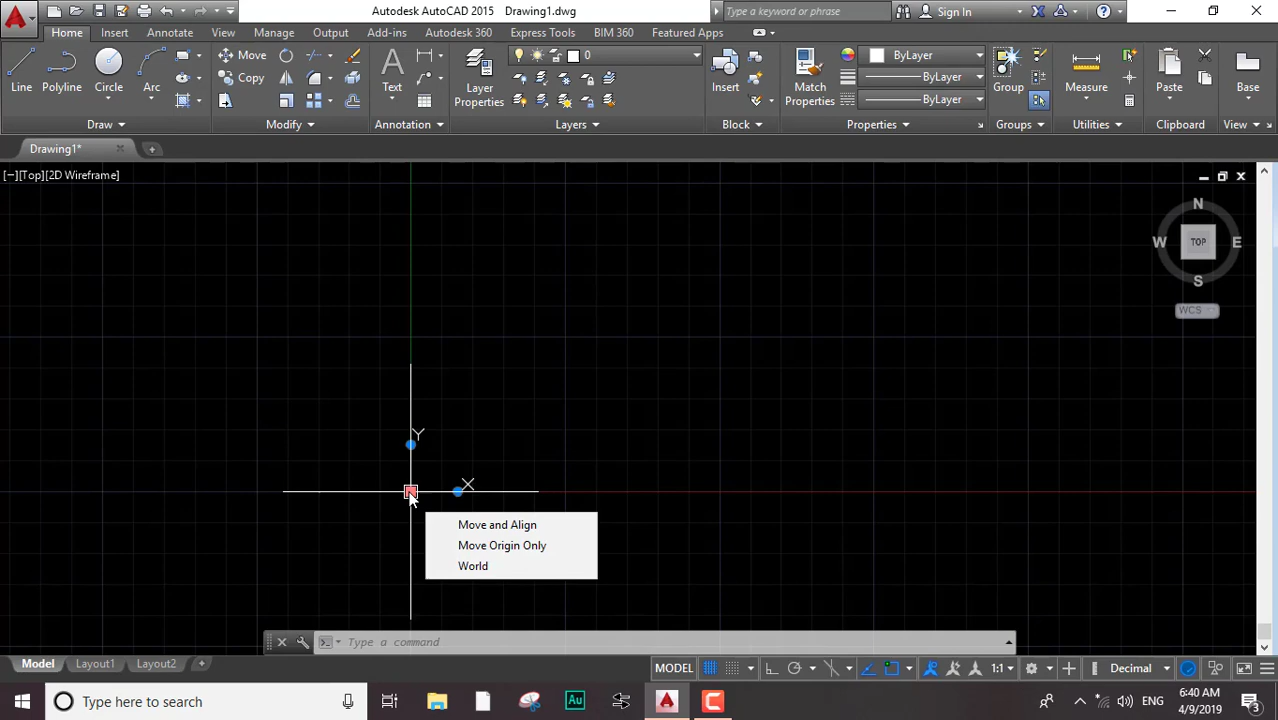 Autodesk AutoCAD 2015 Drawing1.dwg
Type a keyword or phrase
Sign In
Home Insert Annotate View Manage Output Add-ins Autodesk 360 Express Tools BIM 360 Featured Apps
Line
Polyline
Circle
Arc
Move
Copy
Text
Layer
Properties
0
Insert
Match
Properties
ByLayer
ByLayer
ByLayer
Group
Measure
Paste
Base
Draw
Modify
Annotation
Layers
Block
Properties
Groups
Utilities
Clipboard
View
Drawing1*
[−][Top][2D Wireframe]
N
W
TOP
E
S
WCS
Y
X
Move and Align
Move Origin Only
World
Type a command
Model Layout1 Layout2
MODEL
1:1
Decimal
Type here to search
Au
ENG
6:40 AM
4/9/2019
3